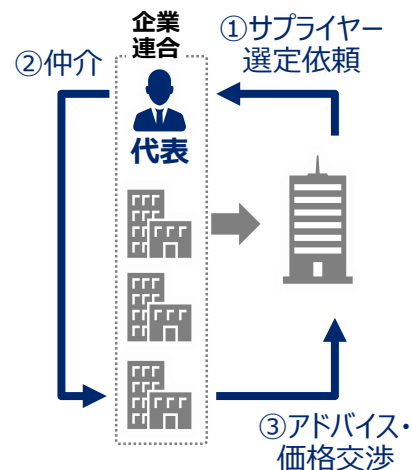 企業
連合
①サプライヤー
選定依頼
②仲介
代表
③アドバイス・
価格交渉